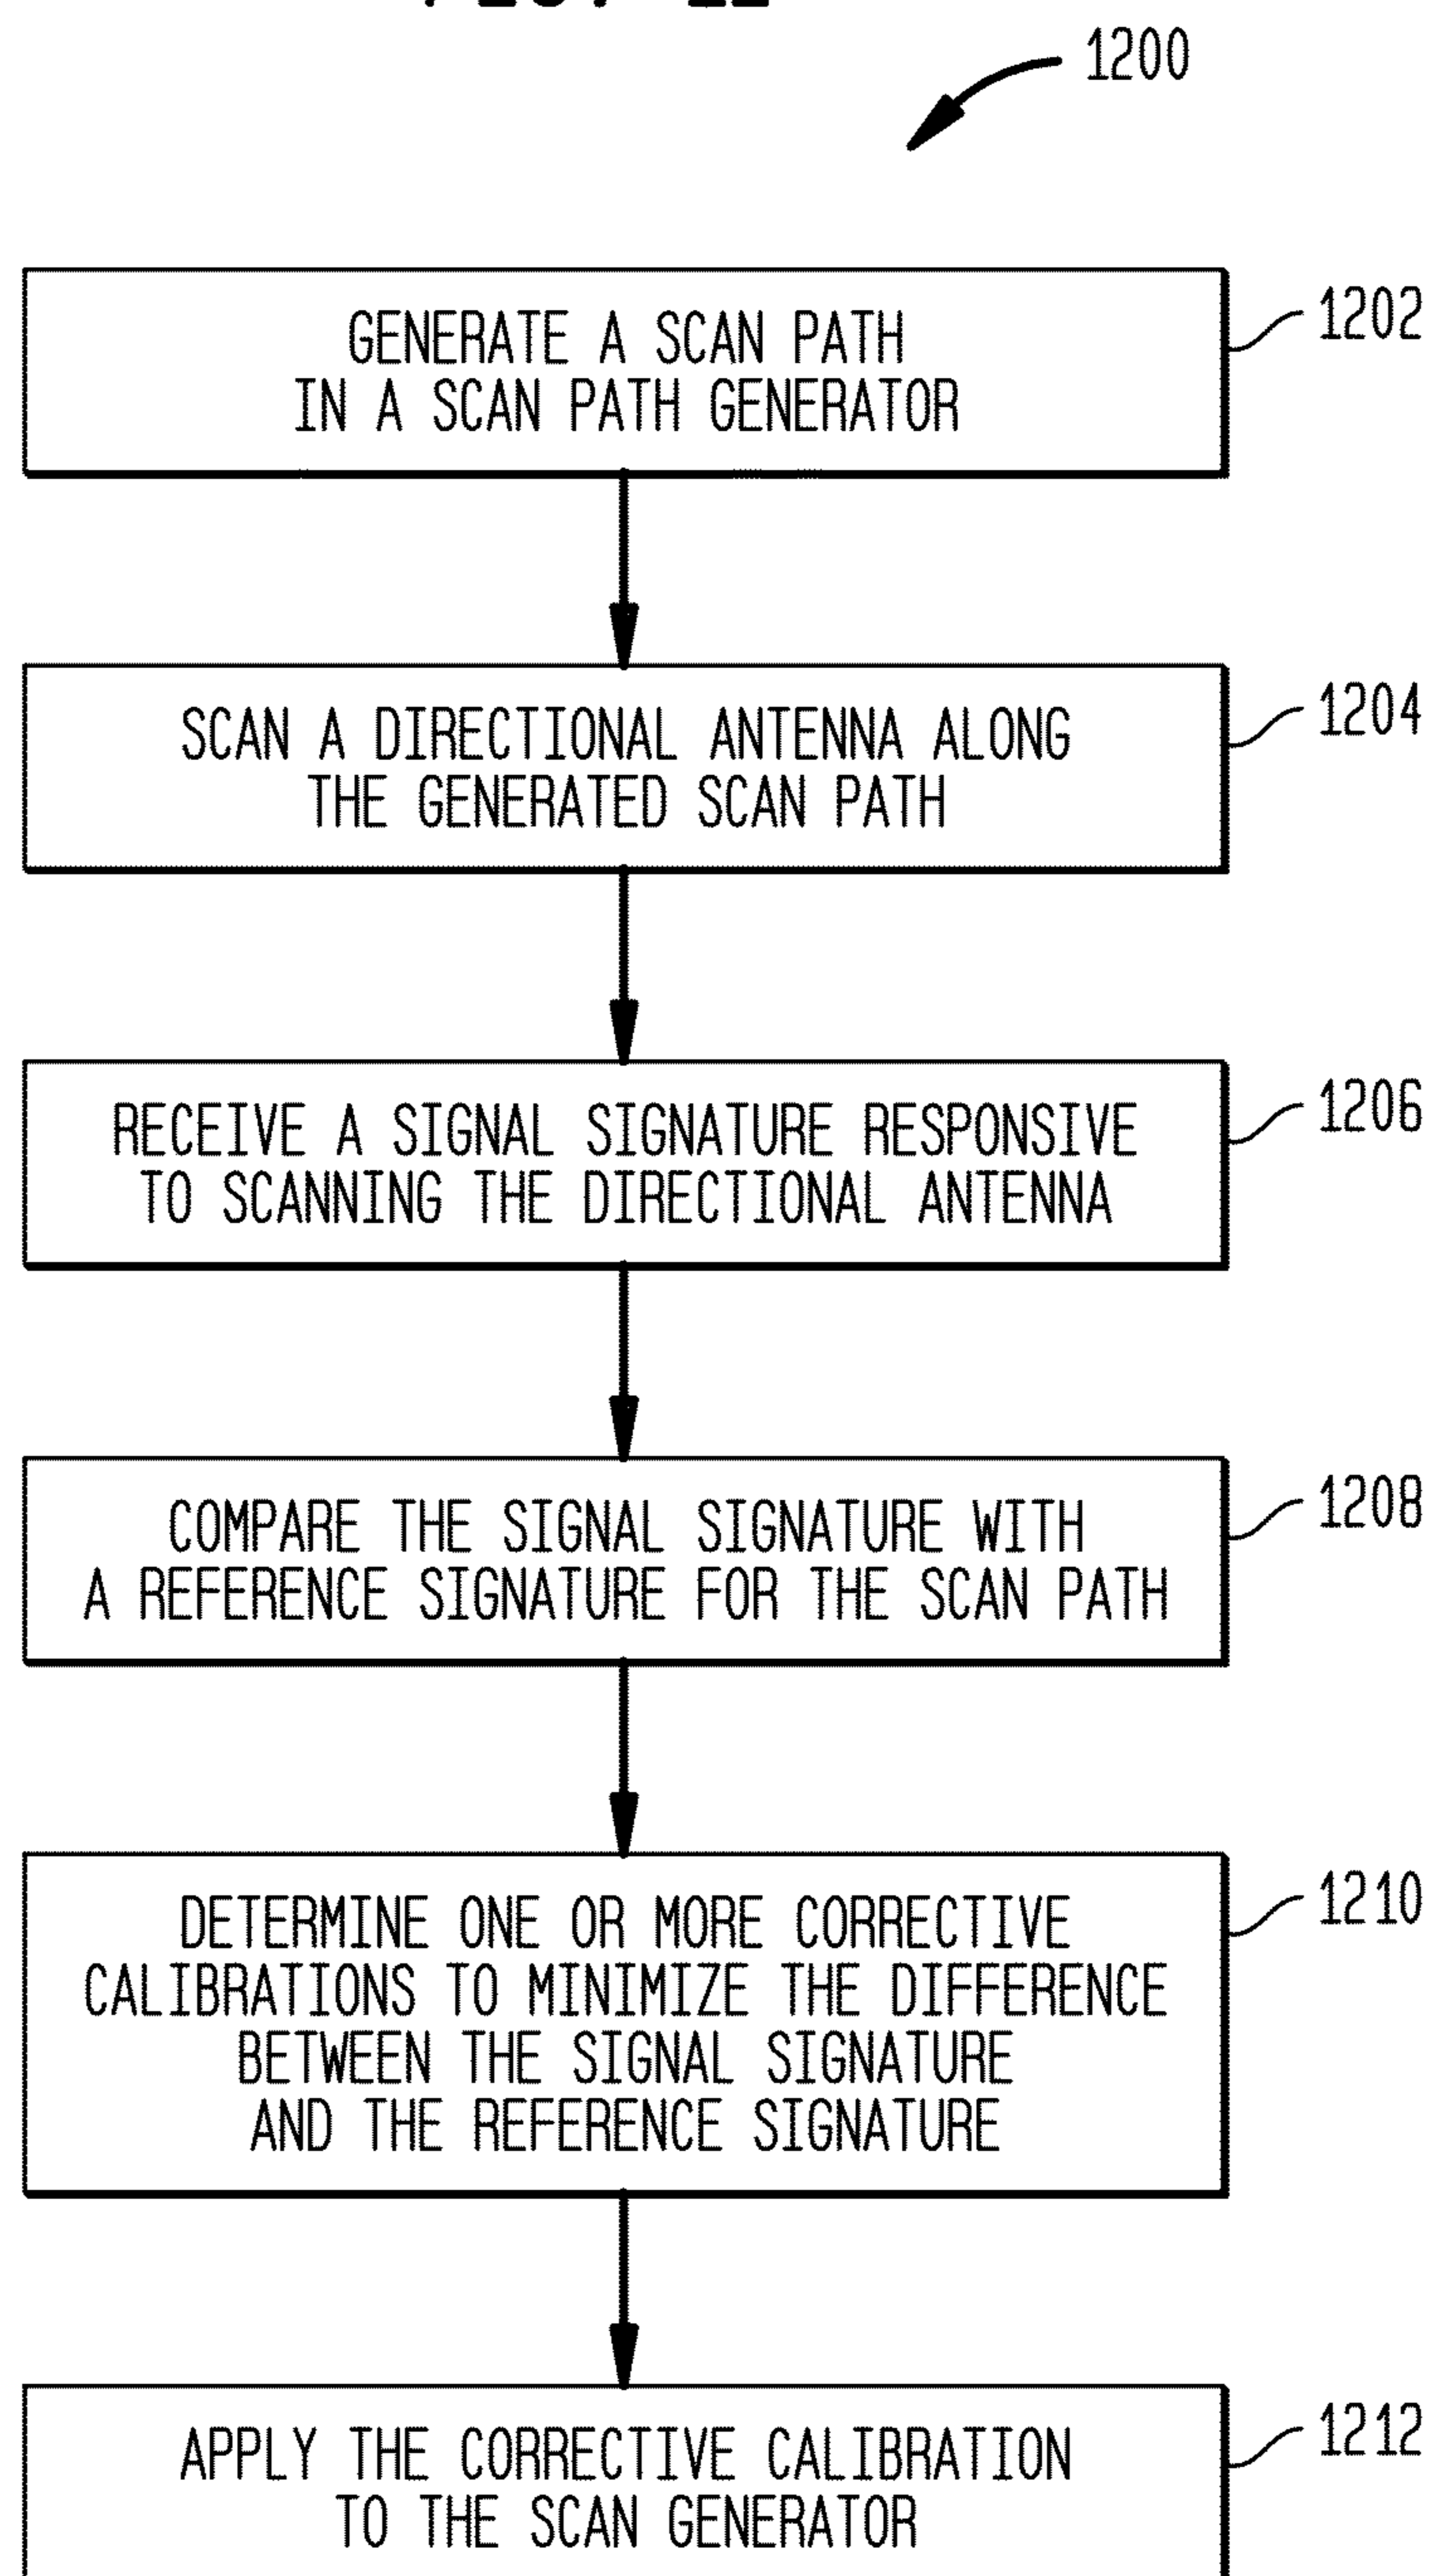 1200
GENERATE A SCAN PATH
IN A SCAN PATH GENERATOR
1202
SCAN A DIRECTIONAL ANTENNA ALONG
THE GENERATED SCAN PATH
1204
RECEIVE A SIGNAL SIGNATURE RESPONSIVE
TO SCANNING THE DIRECTIONAL ANTENNA
1206
COMPARE THE SIGNAL SIGNATURE WITH
A REFERENCE SIGNATURE FOR THE SCAN PATH
1208
DETERMINE ONE OR MORE CORRECTIVE
CALIBRATIONS TO MINIMIZE THE DIFFERENCE
BETWEEN THE SIGNAL SIGNATURE
AND THE REFERENCE SIGNATURE
1210
APPLY THE CORRECTIVE CALIBRATION
TO THE SCAN GENERATOR
1212